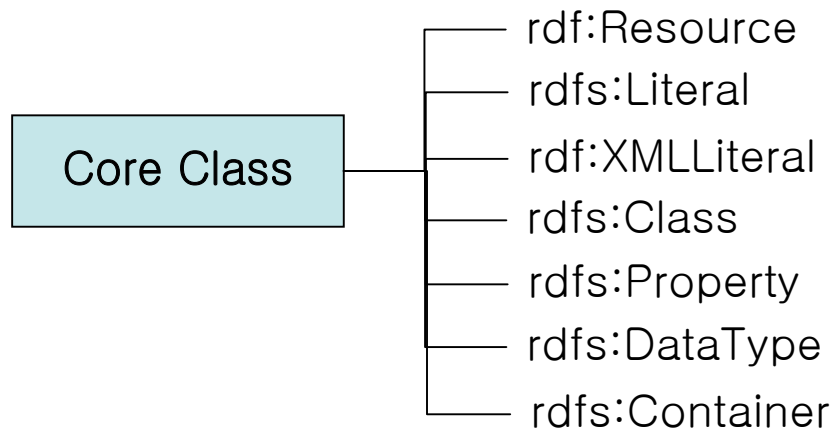 rdf:Resource
rdfs:Literal
Core Class
rdf:XMLLiteral
rdfs:Class
rdfs:Property
rdfs:DataType
rdfs:Container